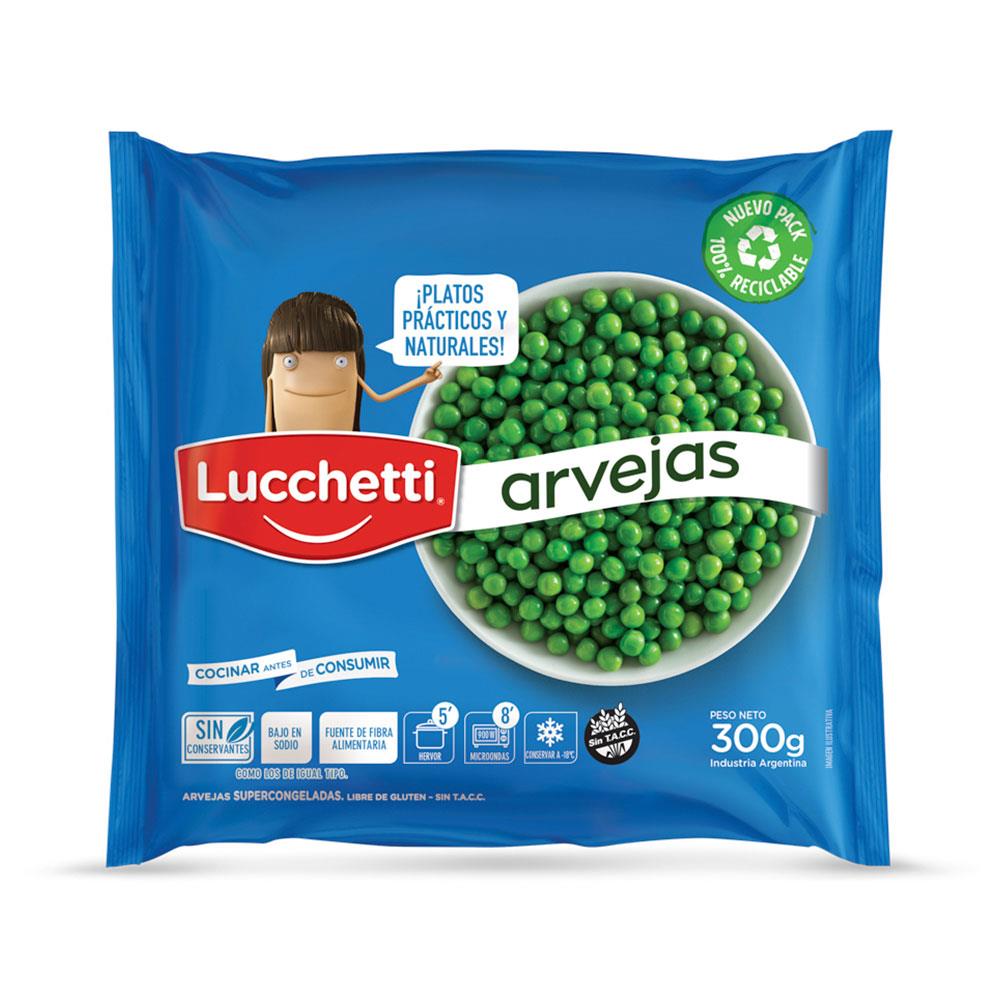 NUEVO PACK
100% RECICLABLE
¡PLATOS
PRÁCTICOS Y
NATURALES!
Lucchetti®
arvejas
COCINAR ANTES DE CONSUMIR
SIN
CONSERVANTES
BAJO EN
SODIO
FUENTE DE FIBRA
ALIMENTARIA
5'
HERVOR
8'
900W
MICROONDAS
CONSERVAR A -18ºC
Sin T.A.C.C.
PESO NETO
300g
Industria Argentina
IMAGEN ILUSTRATIVA
COMO LOS DE IGUAL TIPO.
ARVEJAS SUPERCONGELADAS. LIBRE DE GLUTEN - SIN T.A.C.C.